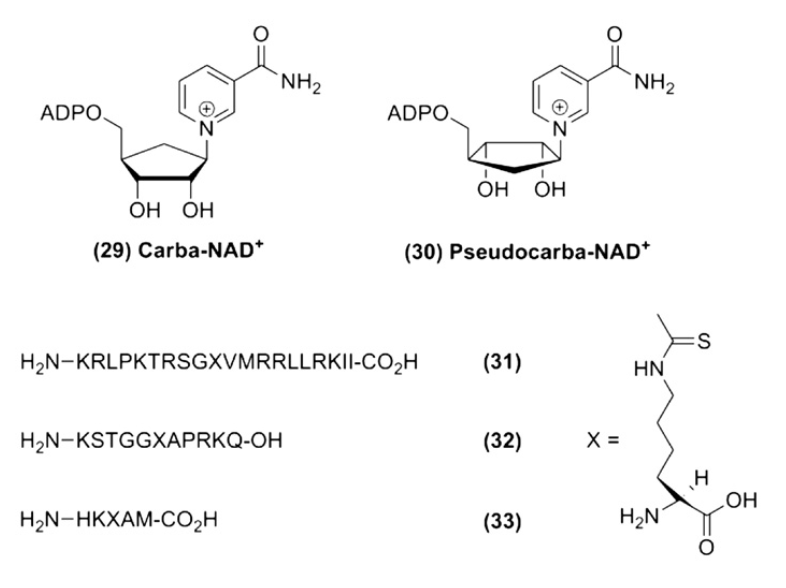 O
NH₂
ADPO
N⊕
OH OH
(29) Carba-NAD⁺
O
NH₂
ADPO
N⊕
OH OH
(30) Pseudocarba-NAD⁺
H₂N–KRLPKTRSGXVMRRLLRKII-CO₂H (31)
H₂N–KSTGGXAPRKQ-OH (32)
H₂N–HKXAM-CO₂H (33)
X =
S
HN
H
H₂N
OH
O